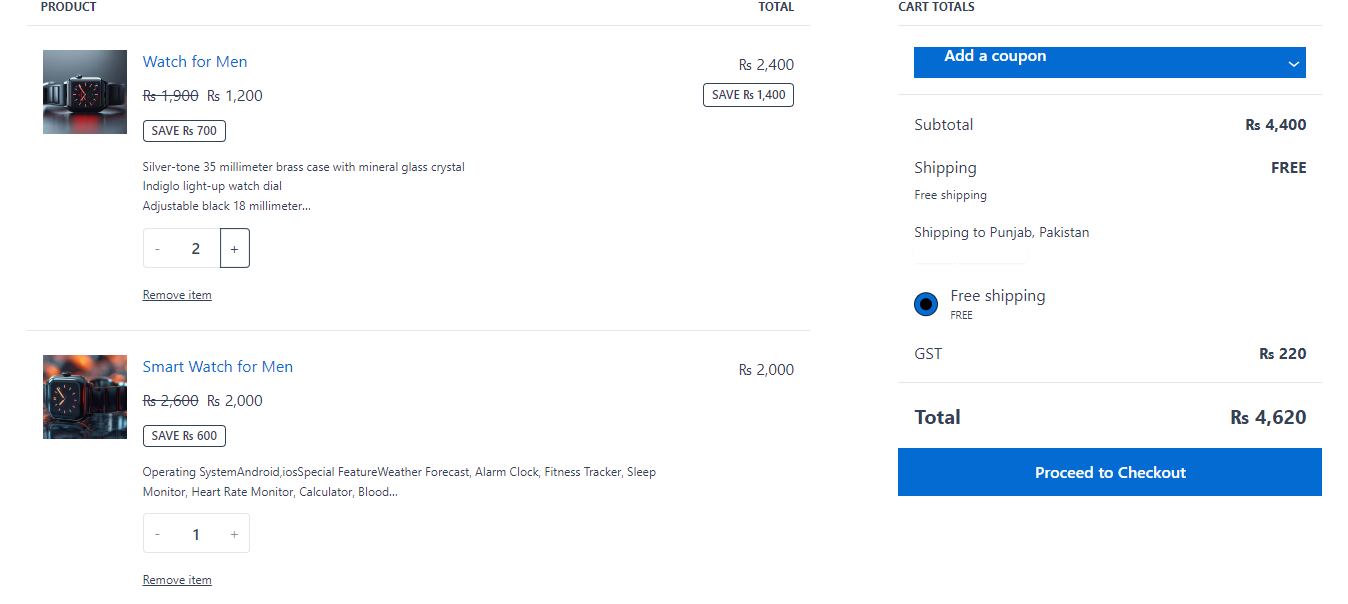 PRODUCT
TOTAL
Watch for Men
₨ 1,900 ₨ 1,200
SAVE ₨ 700
Silver-tone 35 millimeter brass case with mineral glass crystal
Indiglo light-up watch dial
Adjustable black 18 millimeter...
- 2 +
Remove item
₨ 2,400
SAVE ₨ 1,400
Smart Watch for Men
₨ 2,600 ₨ 2,000
SAVE ₨ 600
Operating SystemAndroid,iosSpecial FeatureWeather Forecast, Alarm Clock, Fitness Tracker, Sleep
Monitor, Heart Rate Monitor, Calculator, Blood...
- 1 +
Remove item
₨ 2,000
CART TOTALS
Add a coupon
Subtotal ₨ 4,400
Shipping FREE
Free shipping
Shipping to Punjab, Pakistan
Free shipping
FREE
GST ₨ 220
Total ₨ 4,620
Proceed to Checkout